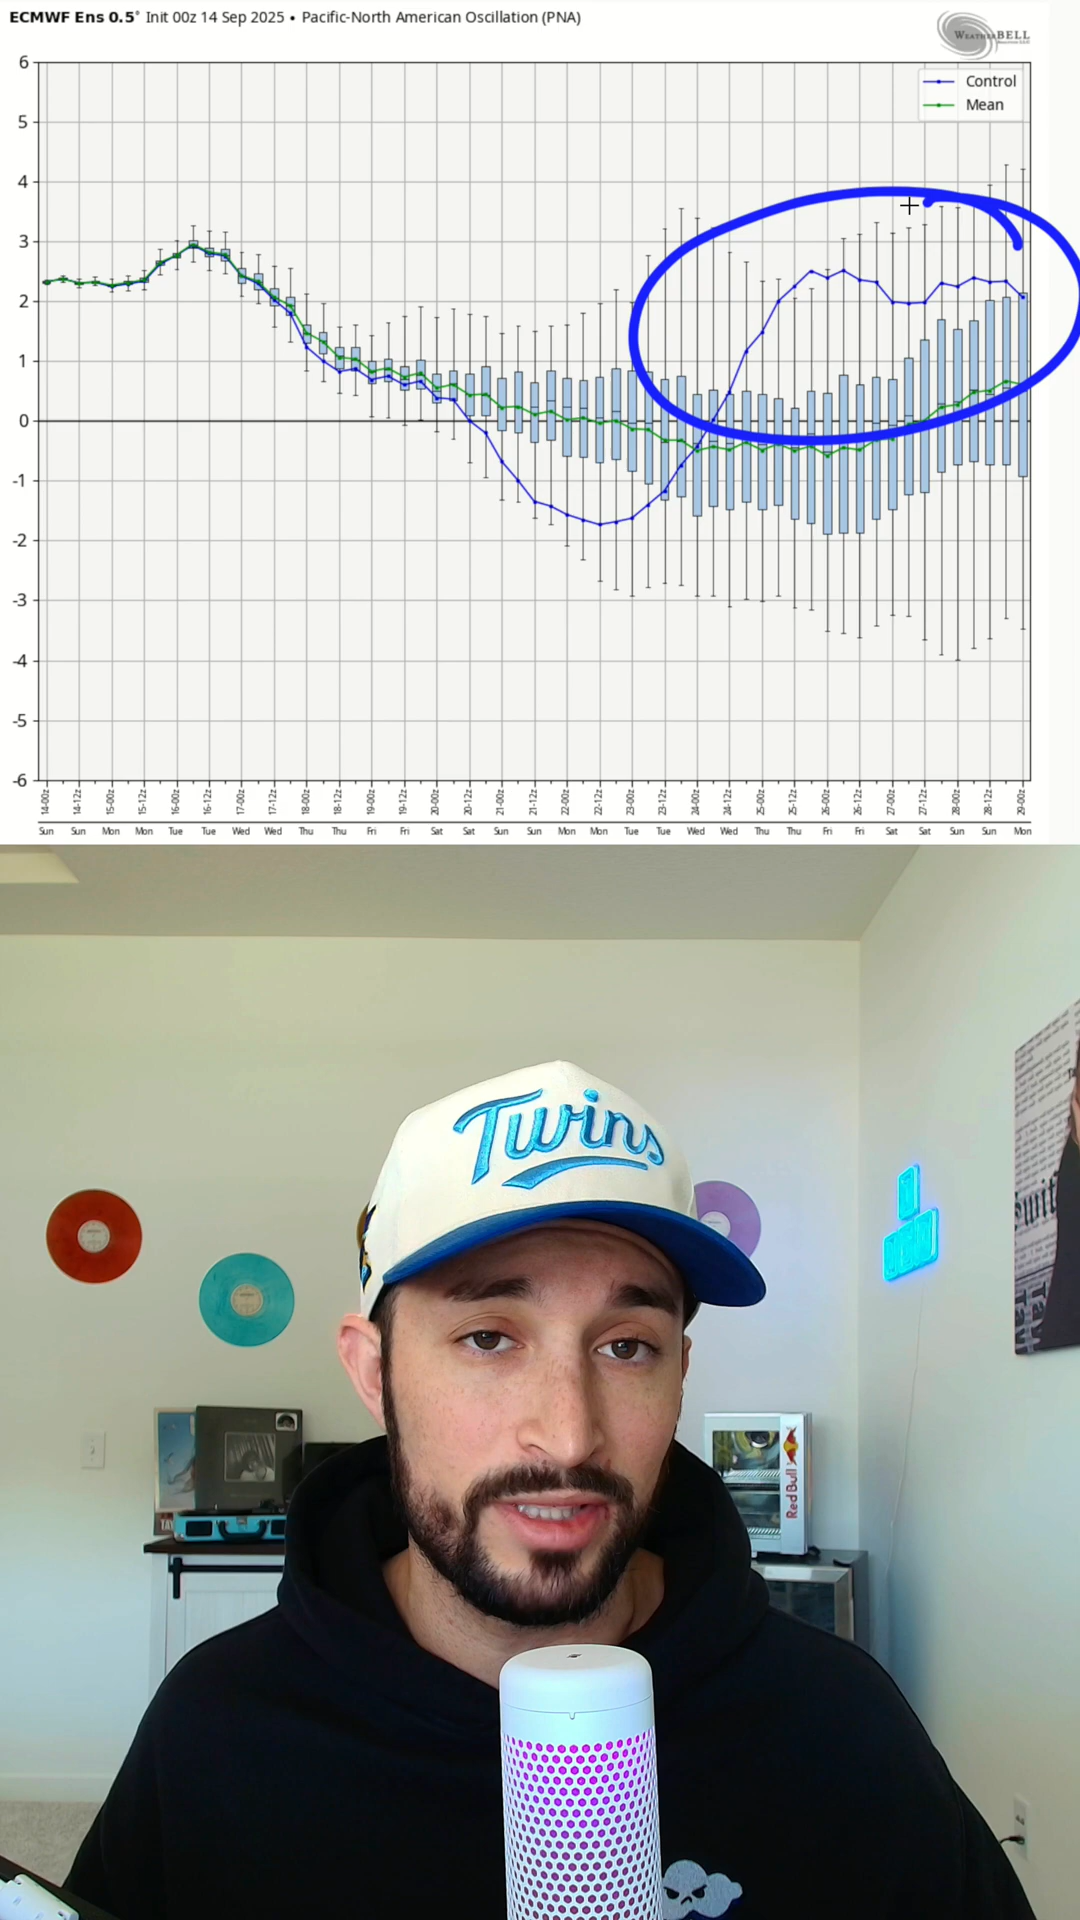 ECMWF Ens 0.5° Init 00z 14 Sep 2025 • Pacific-North American Oscillation (PNA)
WEATHERBELL
Control
Mean
6
5
4
3
2
1
0
-1
-2
-3
-4
-5
-6
14-00z 14-12z 15-00z 15-12z 16-00z 16-12z 17-00z 17-12z 18-00z 18-12z 19-00z 19-12z 20-00z 20-12z 21-00z 21-12z 22-00z 22-12z 23-00z 23-12z 24-00z 24-12z 25-00z 25-12z 26-00z 26-12z 27-00z 27-12z 28-00z 28-12z 29-00z
Sun Sun Mon Mon Tue Tue Wed Wed Thu Thu Fri Fri Sat Sat Sun Sun Mon Mon Tue Tue Wed Wed Thu Thu Fri Fri Sat Sat Sun Sun Mon
Twins
Red Bull